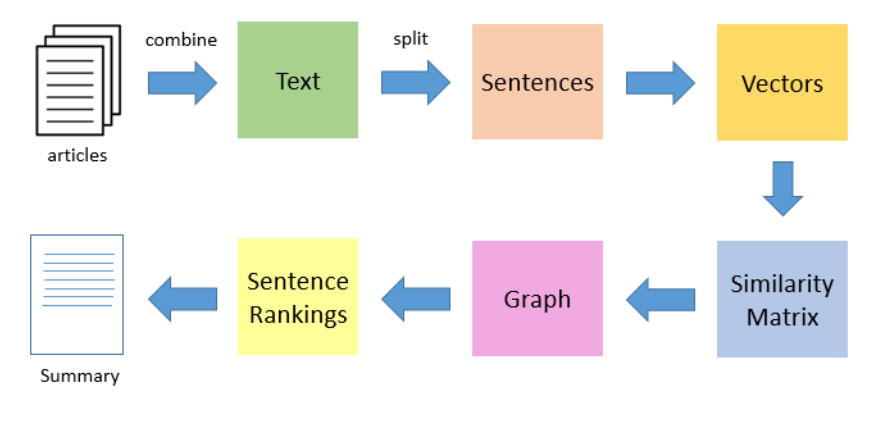 combine
split
Text
Sentences
Vectors
articles
Similarity
Matrix
Graph
Sentence
Rankings
Summary